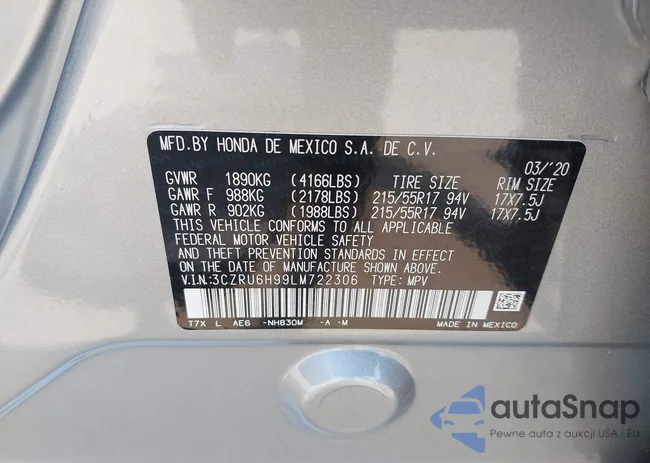 MFD.BY HONDA DE MEXICO S.A. DE C.V.
03/'20
GVWR 1890KG (4166LBS) TIRE SIZE RIM SIZE
GAWR F 988KG (2178LBS) 215/55R17 94V 17X7.5J
GAWR R 902KG (1988LBS) 215/55R17 94V 17X7.5J
THIS VEHICLE CONFORMS TO ALL APPLICABLE
FEDERAL MOTOR VEHICLE SAFETY
AND THEFT PREVENTION STANDARDS IN EFFECT
ON THE DATE OF MANUFACTURE SHOWN ABOVE.
V.I.N:3CZRU6H99LM722306 TYPE: MPV
T7X L AE6 -NH830M -A -M
MADE IN MEXICO
autoSnap
Pewne auta z aukcji USA i EU